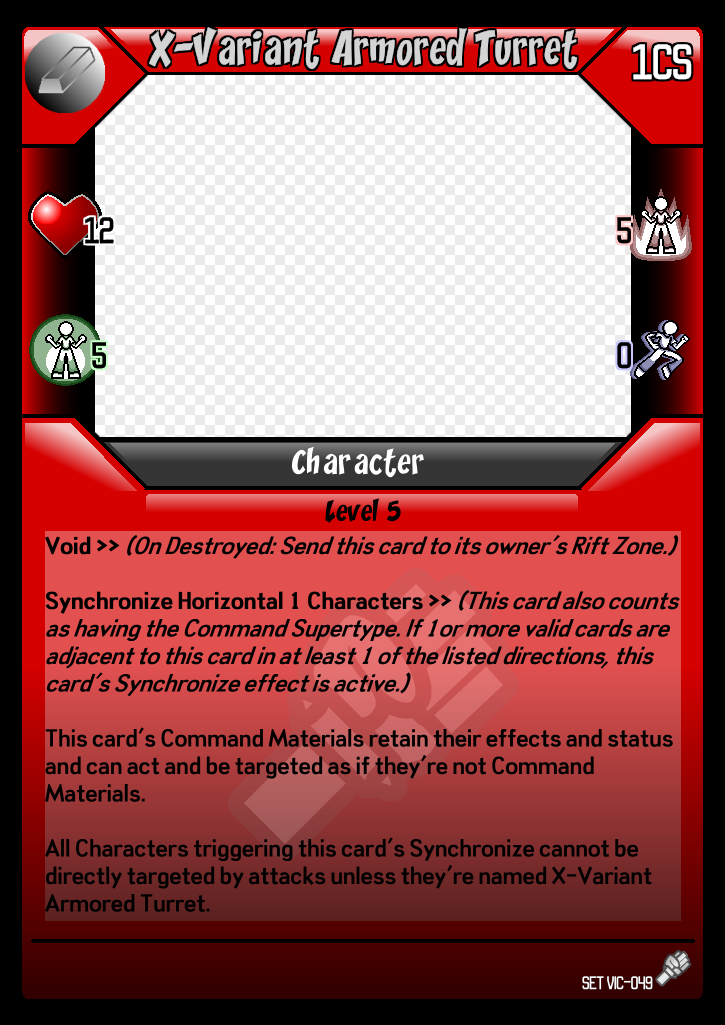 X-Variant Armored Turret
1CS
12
5
5
0
Character
Level 5
Void >> (On Destroyed: Send this card to its owner's Rift Zone.)
Synchronize Horizontal 1 Characters >> (This card also counts
as having the Command Supertype. If 1 or more valid cards are
adjacent to this card in at least 1 of the listed directions, this
card's Synchronize effect is active.)
This card's Command Materials retain their effects and status
and can act and be targeted as if they're not Command
Materials.
All Characters triggering this card's Synchronize cannot be
directly targeted by attacks unless they're named X-Variant
Armored Turret.
SET VIC-049